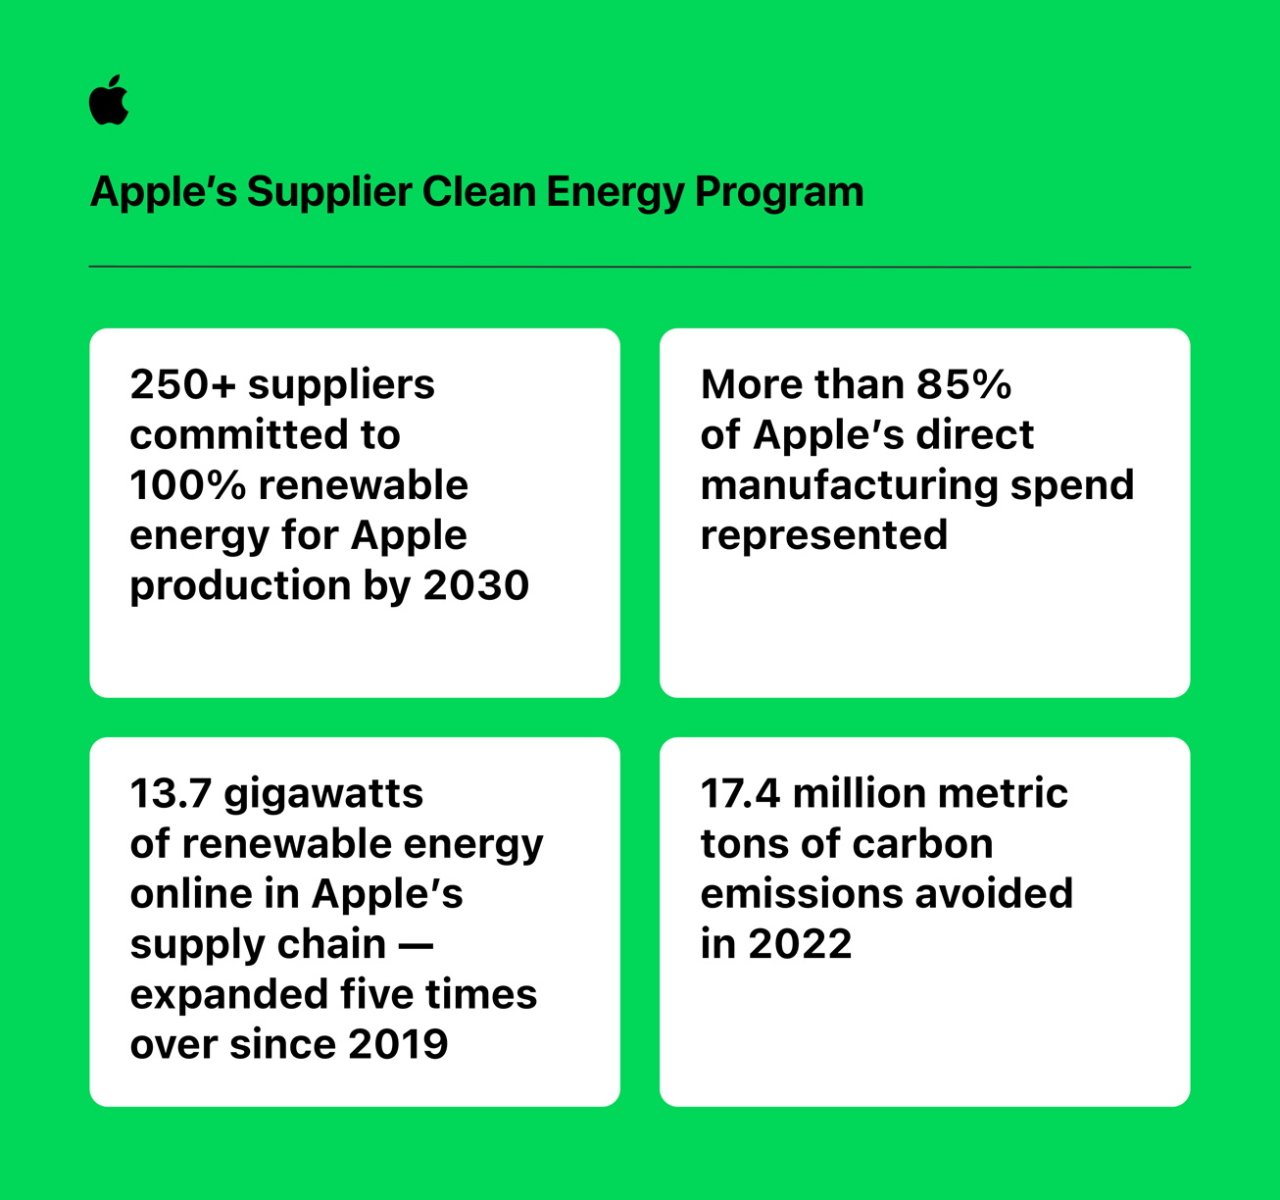 Apple’s Supplier Clean Energy Program
250+ suppliers
committed to
100% renewable
energy for Apple
production by 2030
More than 85%
of Apple’s direct
manufacturing spend
represented
13.7 gigawatts
of renewable energy
online in Apple’s
supply chain —
expanded five times
over since 2019
17.4 million metric
tons of carbon
emissions avoided
in 2022